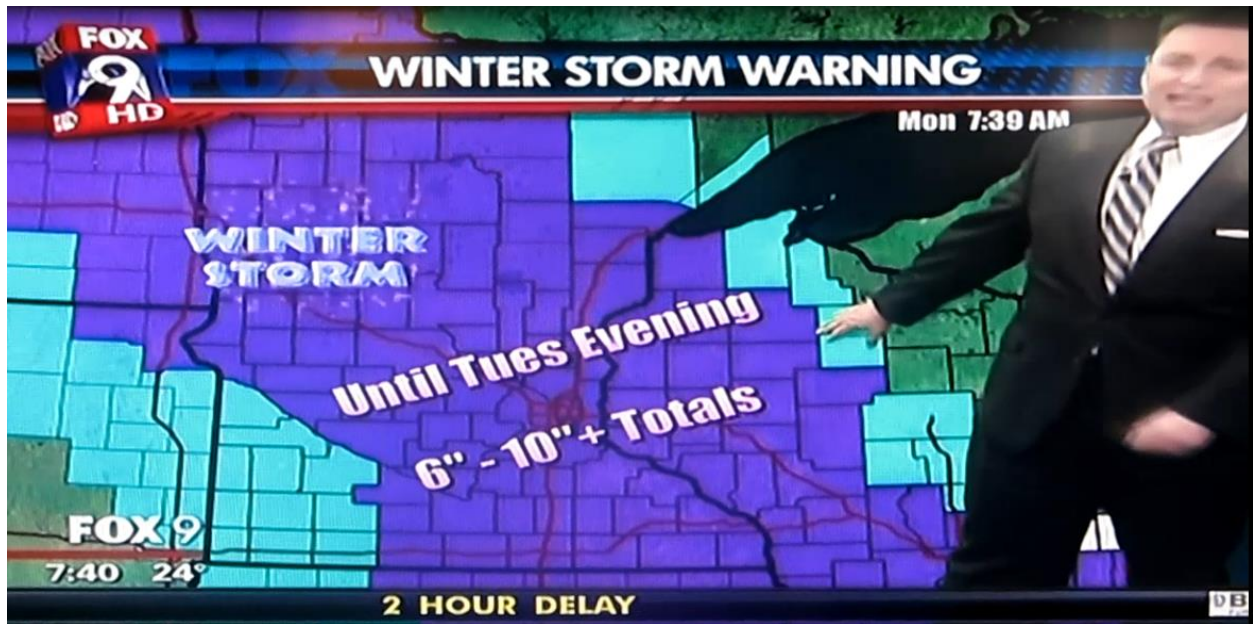 FOX
9
HD
WINTER STORM WARNING
Mon 7:39 AM
WINTER
STORM
Until Tues Evening
6" - 10"+ Totals
FOX 9
7:40 24°
2 HOUR DELAY